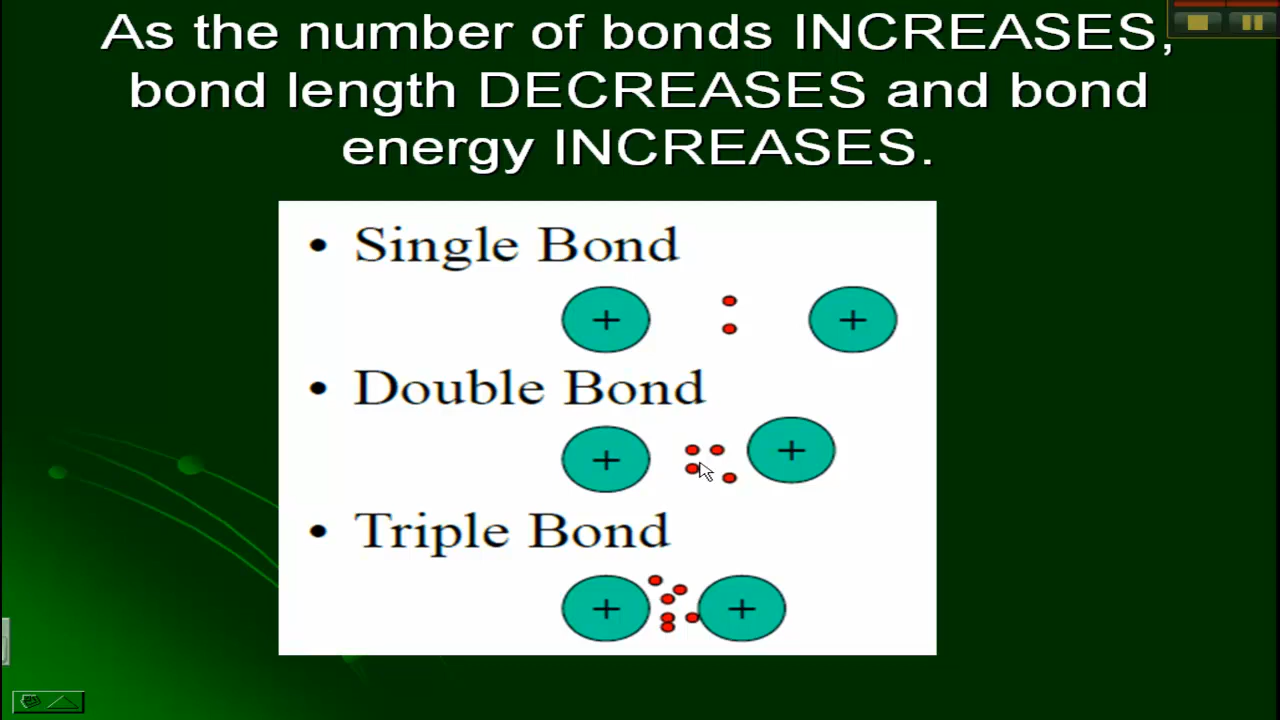 As the number of bonds INCREASES,
bond length DECREASES and bond
energy INCREASES.
• Single Bond
+ +
• Double Bond
+ +
• Triple Bond
+ +